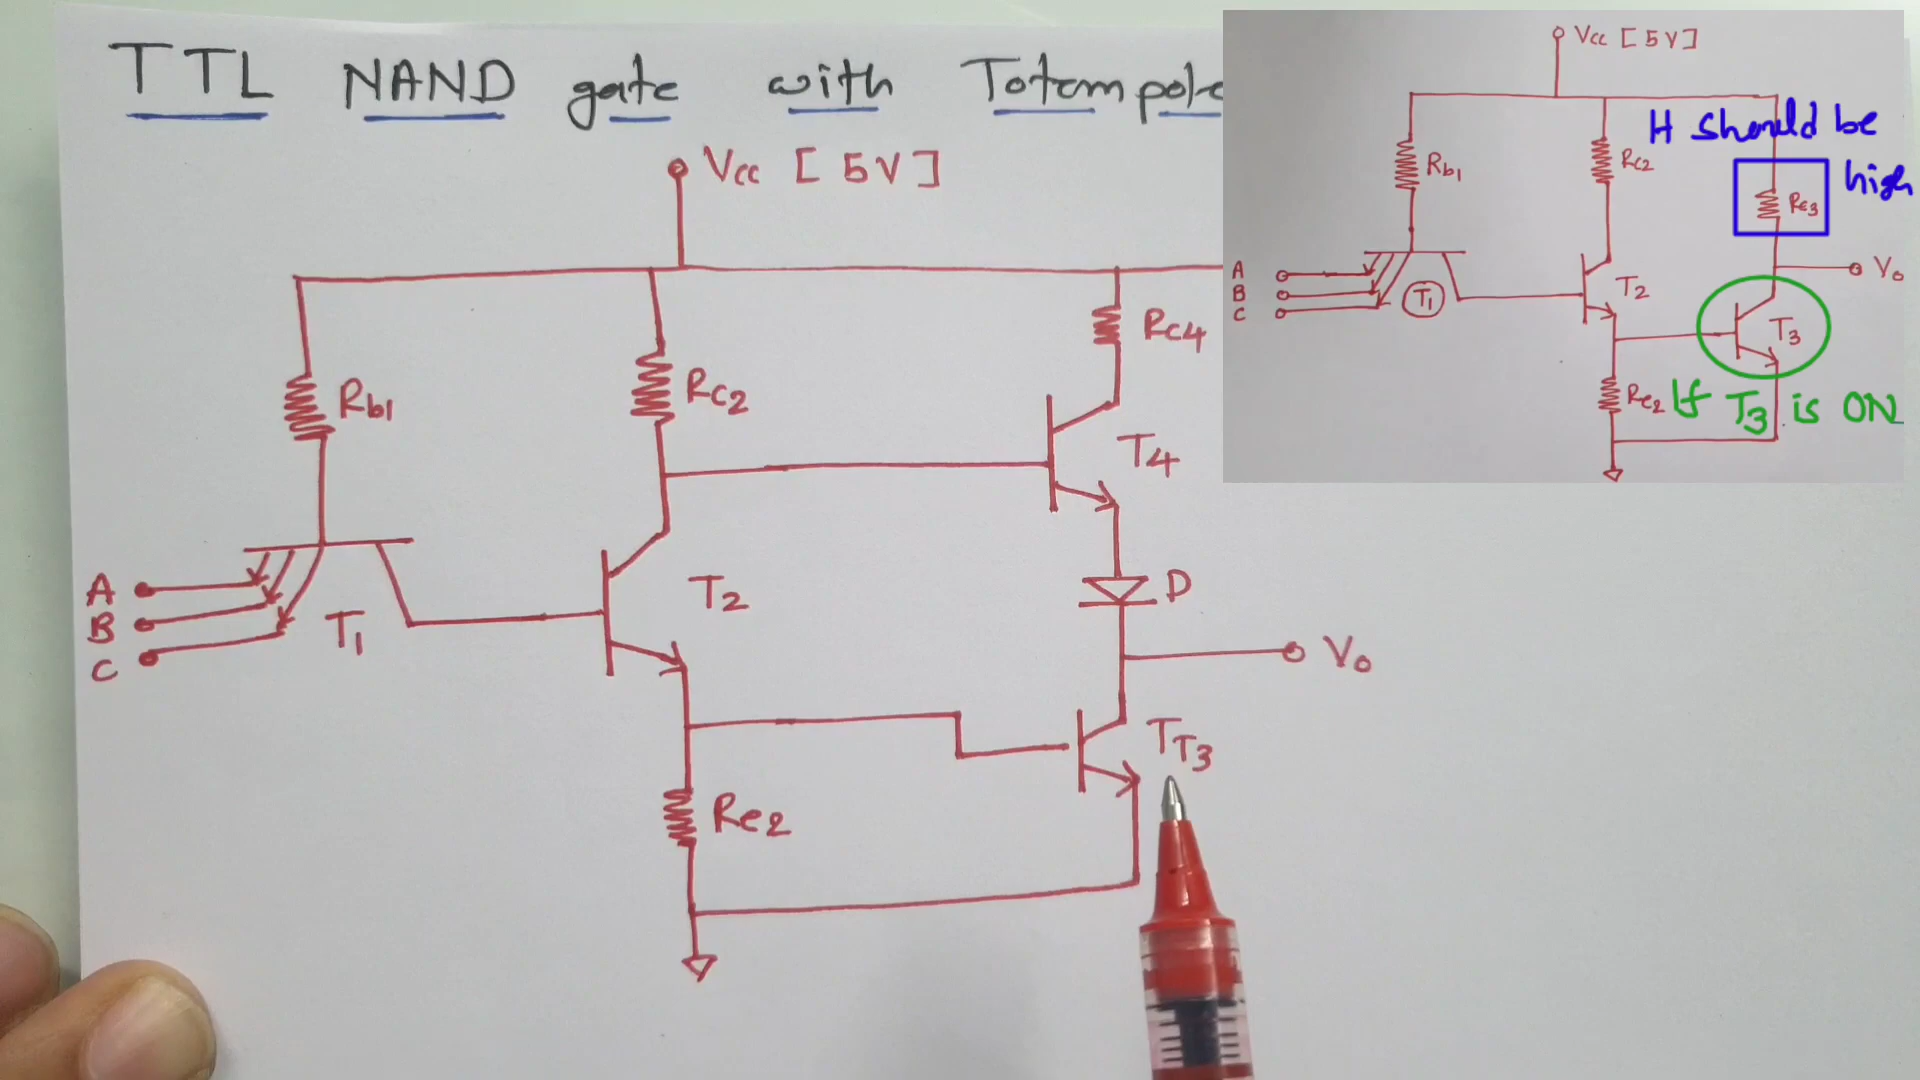 TTL NAND gate with Totempole
Vcc [ 5V ]
Rb1
Rc2
Rc4
T4
A
B
C
T1
T2
D
Vo
TT3
Re2
Vcc [ 5V ]
H should be
high
Rb1
Rc2
Rc3
A
B
C
T1
T2
Vo
T3
Re2
If T3 is ON